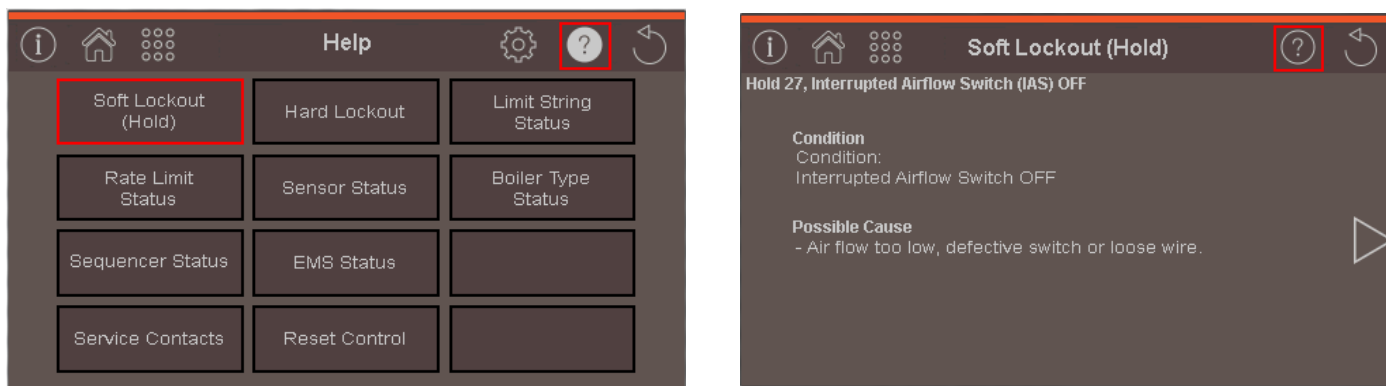 Help
?
Soft Lockout
(Hold)
Hard Lockout
Limit String
Status
Rate Limit
Status
Sensor Status
Boiler Type
Status
Sequencer Status
EMS Status
Service Contacts
Reset Control
Soft Lockout (Hold)
?
Hold 27, Interrupted Airflow Switch (IAS) OFF
Condition
Condition:
Interrupted Airflow Switch OFF
Possible Cause
- Air flow too low, defective switch or loose wire.